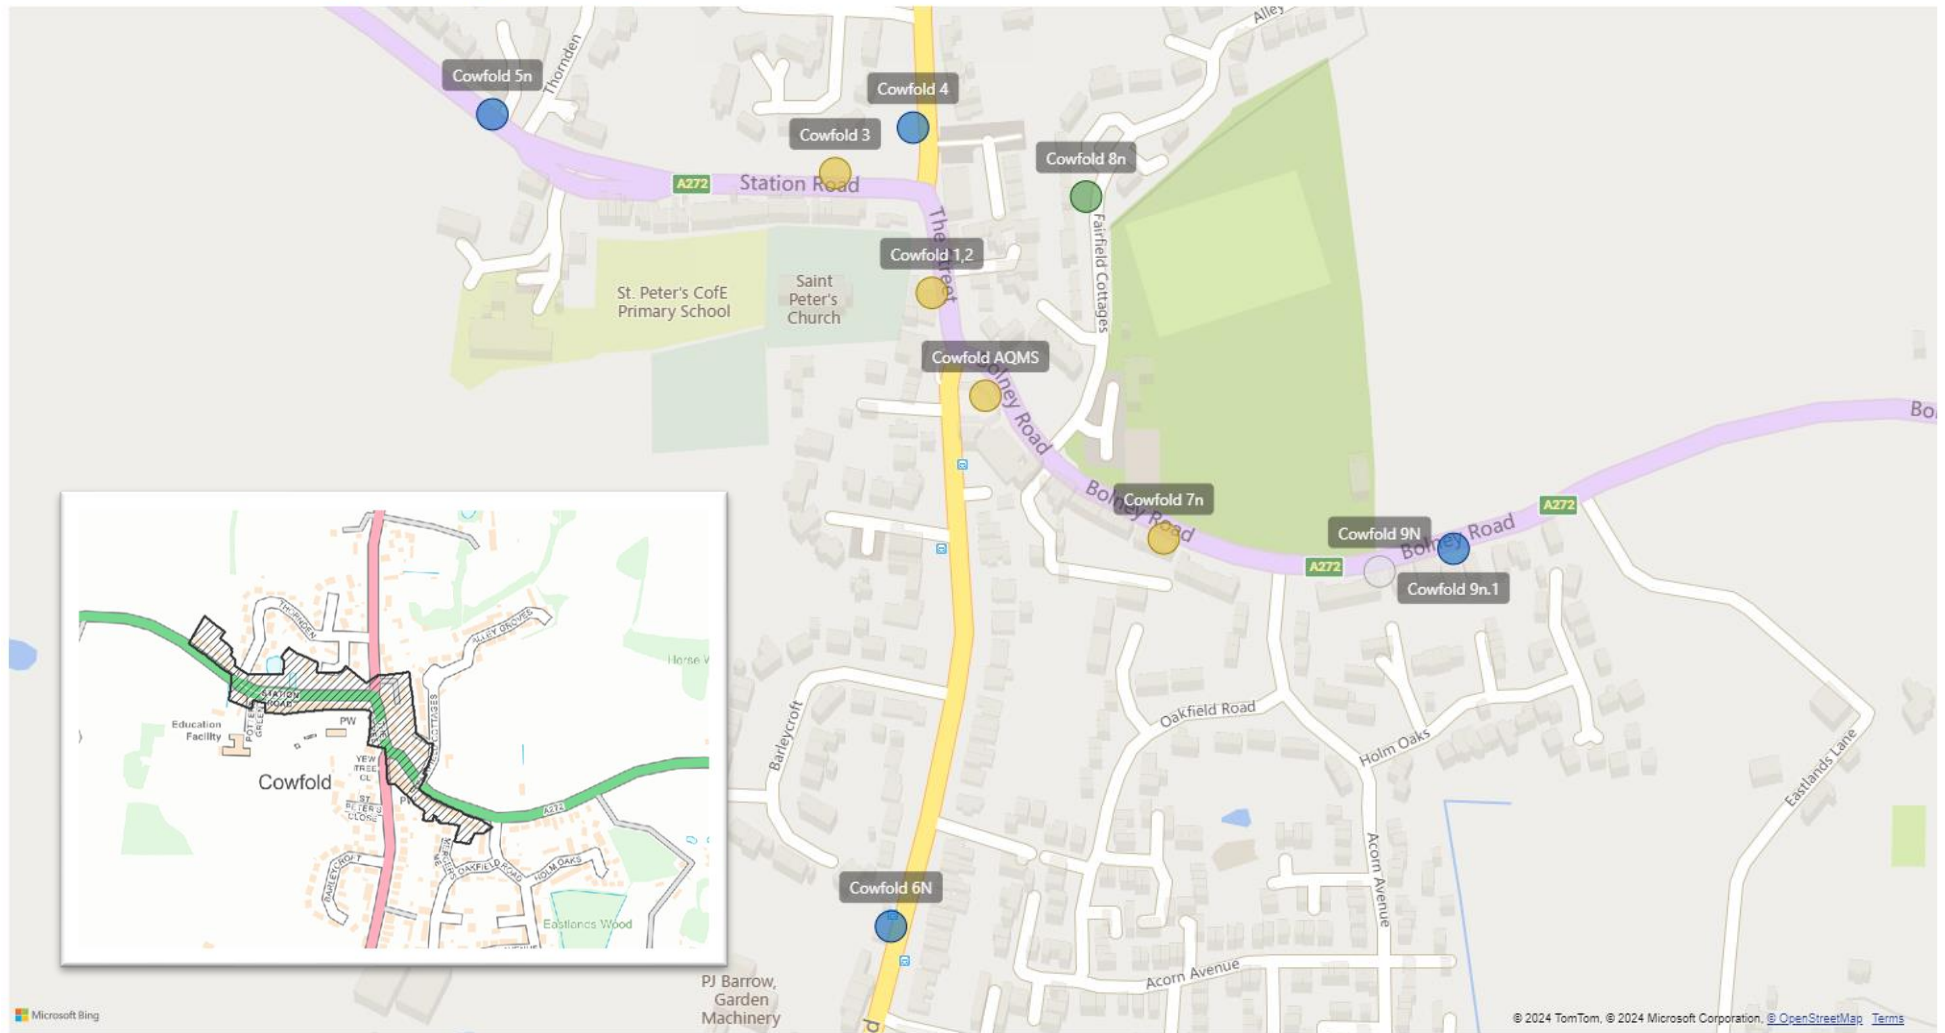 Alley
Cowfold 5n
Thornden
Cowfold 4
Cowfold 3
Cowfold 8n
A272
Station Road
The Street
Cowfold 1,2
Fairfield Cottages
St. Peter's CofE
Primary School
Saint
Peter's
Church
Cowfold AQMS
Bolney Road
Bo
Cowfold 7n
Bolney Road
A272
Cowfold 9N
Bolney Road
A272
Cowfold 9n.1
THORNDEN
ALLEY GROVES
Horse
STATION
ROAD
COTTAGES
Education
Facility
POTTERS
GREEN
PW
YEW
TREE
CL
Cowfold
ST
PETER'S
CLOSE
PW
A272
BARLEYCROFT
OAKFIELD ROAD
HOLM OAKS
Eastlands Wood
AVENUE
Barleycroft
Oakfield Road
Holm Oaks
Eastlands Lane
Acorn Avenue
Cowfold 6N
Acorn Avenue
PJ Barrow,
Garden
Machinery
d
Microsoft Bing
© 2024 TomTom, © 2024 Microsoft Corporation, © OpenStreetMap Terms